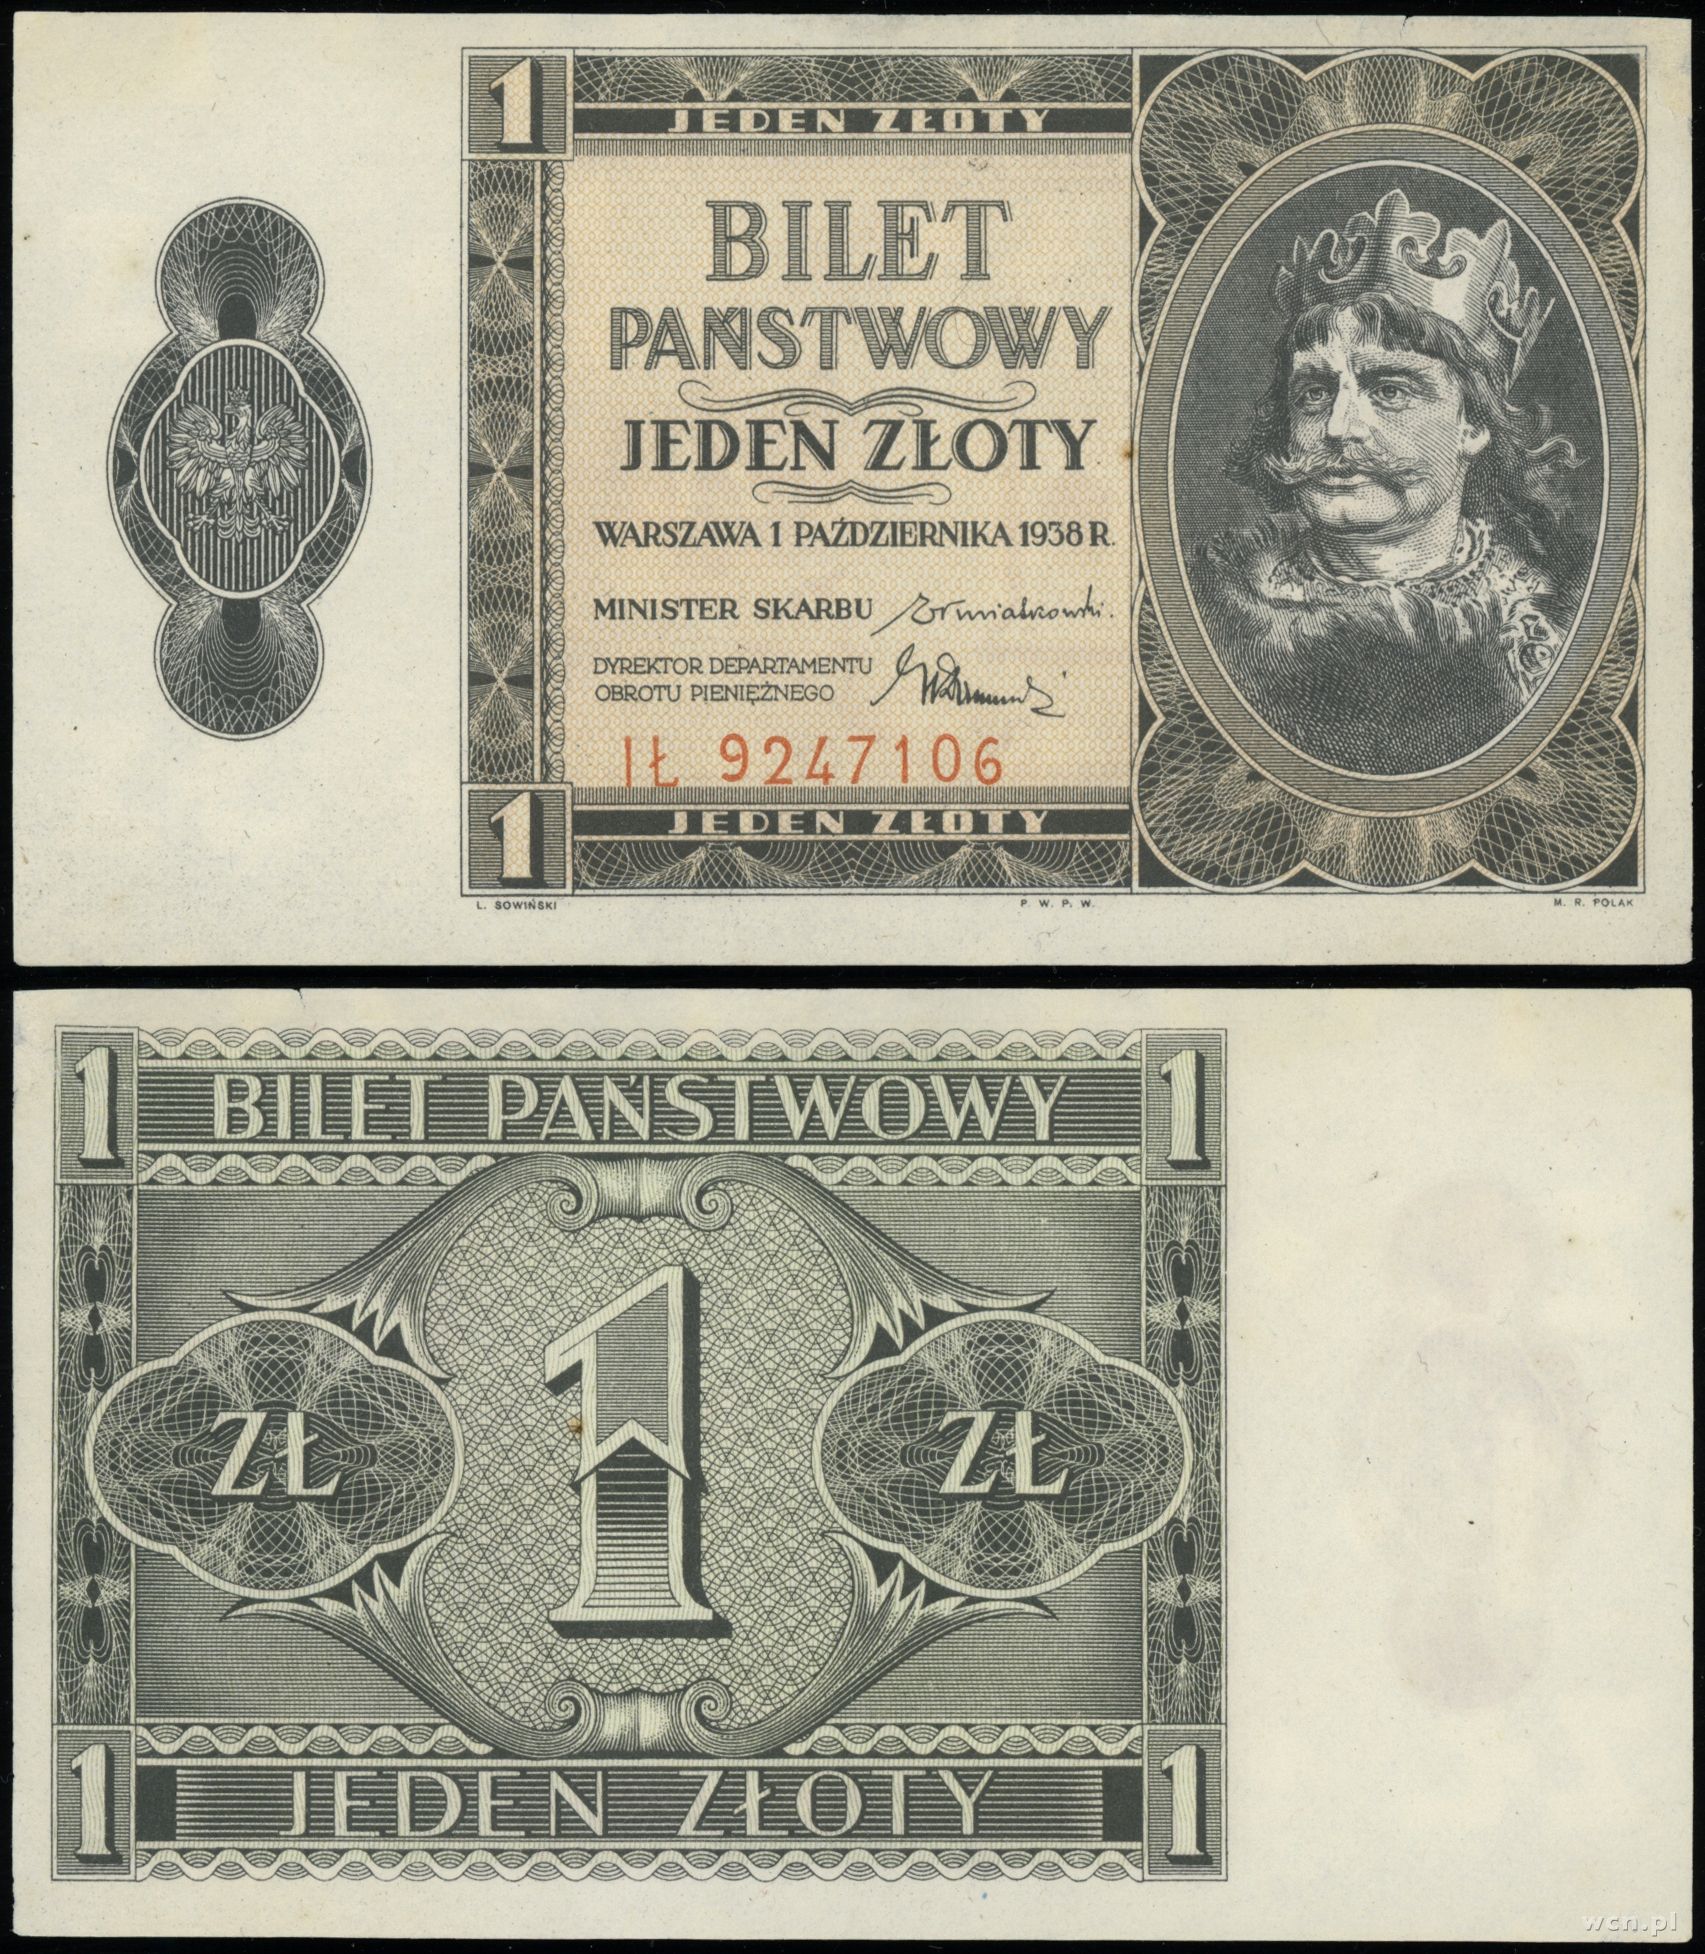 1
JEDEN ZŁOTY
BILET
PAŃSTWOWY
JEDEN ZŁOTY
WARSZAWA 1 PAŹDZIERNIKA 1938 R.
MINISTER SKARBU
DYREKTOR DEPARTAMENTU
OBROTU PIENIĘŻNEGO
IŁ 9247106
1
JEDEN ZŁOTY
L. SOWIŃSKI P. W. P. W. M. R. POLAK
1 BILET PAŃSTWOWY 1
ZŁ 1 ZŁ
1 JEDEN ZŁOTY 1
wcn.pl